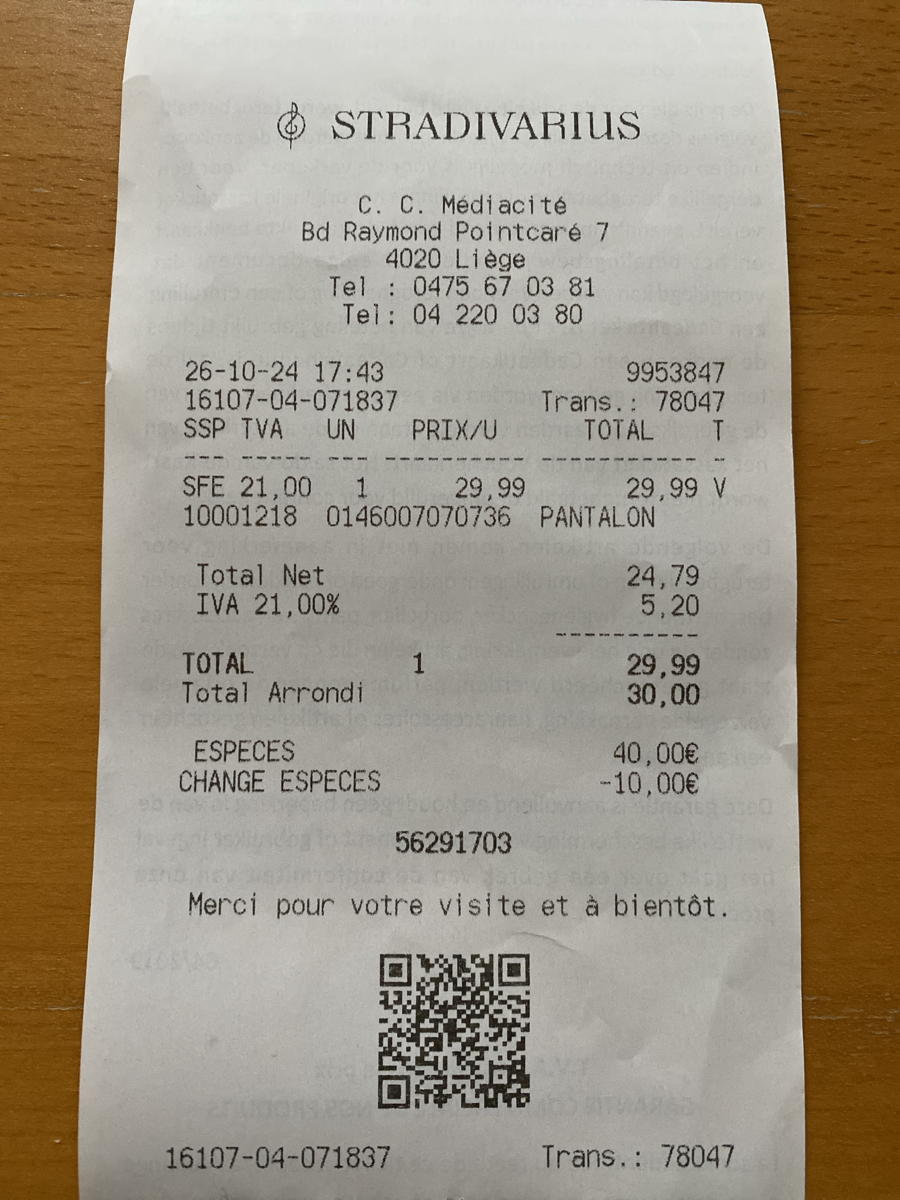 STRADIVARIUS
C. C. Médiacité
Bd Raymond Pointcaré 7
4020 Liège
Tel : 0475 67 03 81
Tel: 04 220 03 80
26-10-24 17:43 9953847
16107-04-071837 Trans.: 78047
SSP TVA UN PRIX/U TOTAL T
--- --- --- ------- ------- -
SFE 21,00 1 29,99 29,99 V
10001218 0146007070736 PANTALON
Total Net 24,79
IVA 21,00% 5,20
----------
TOTAL 1 29,99
Total Arrondi 30,00
ESPECES 40,00€
CHANGE ESPECES -10,00€
56291703
Merci pour votre visite et à bientôt.
16107-04-071837 Trans.: 78047